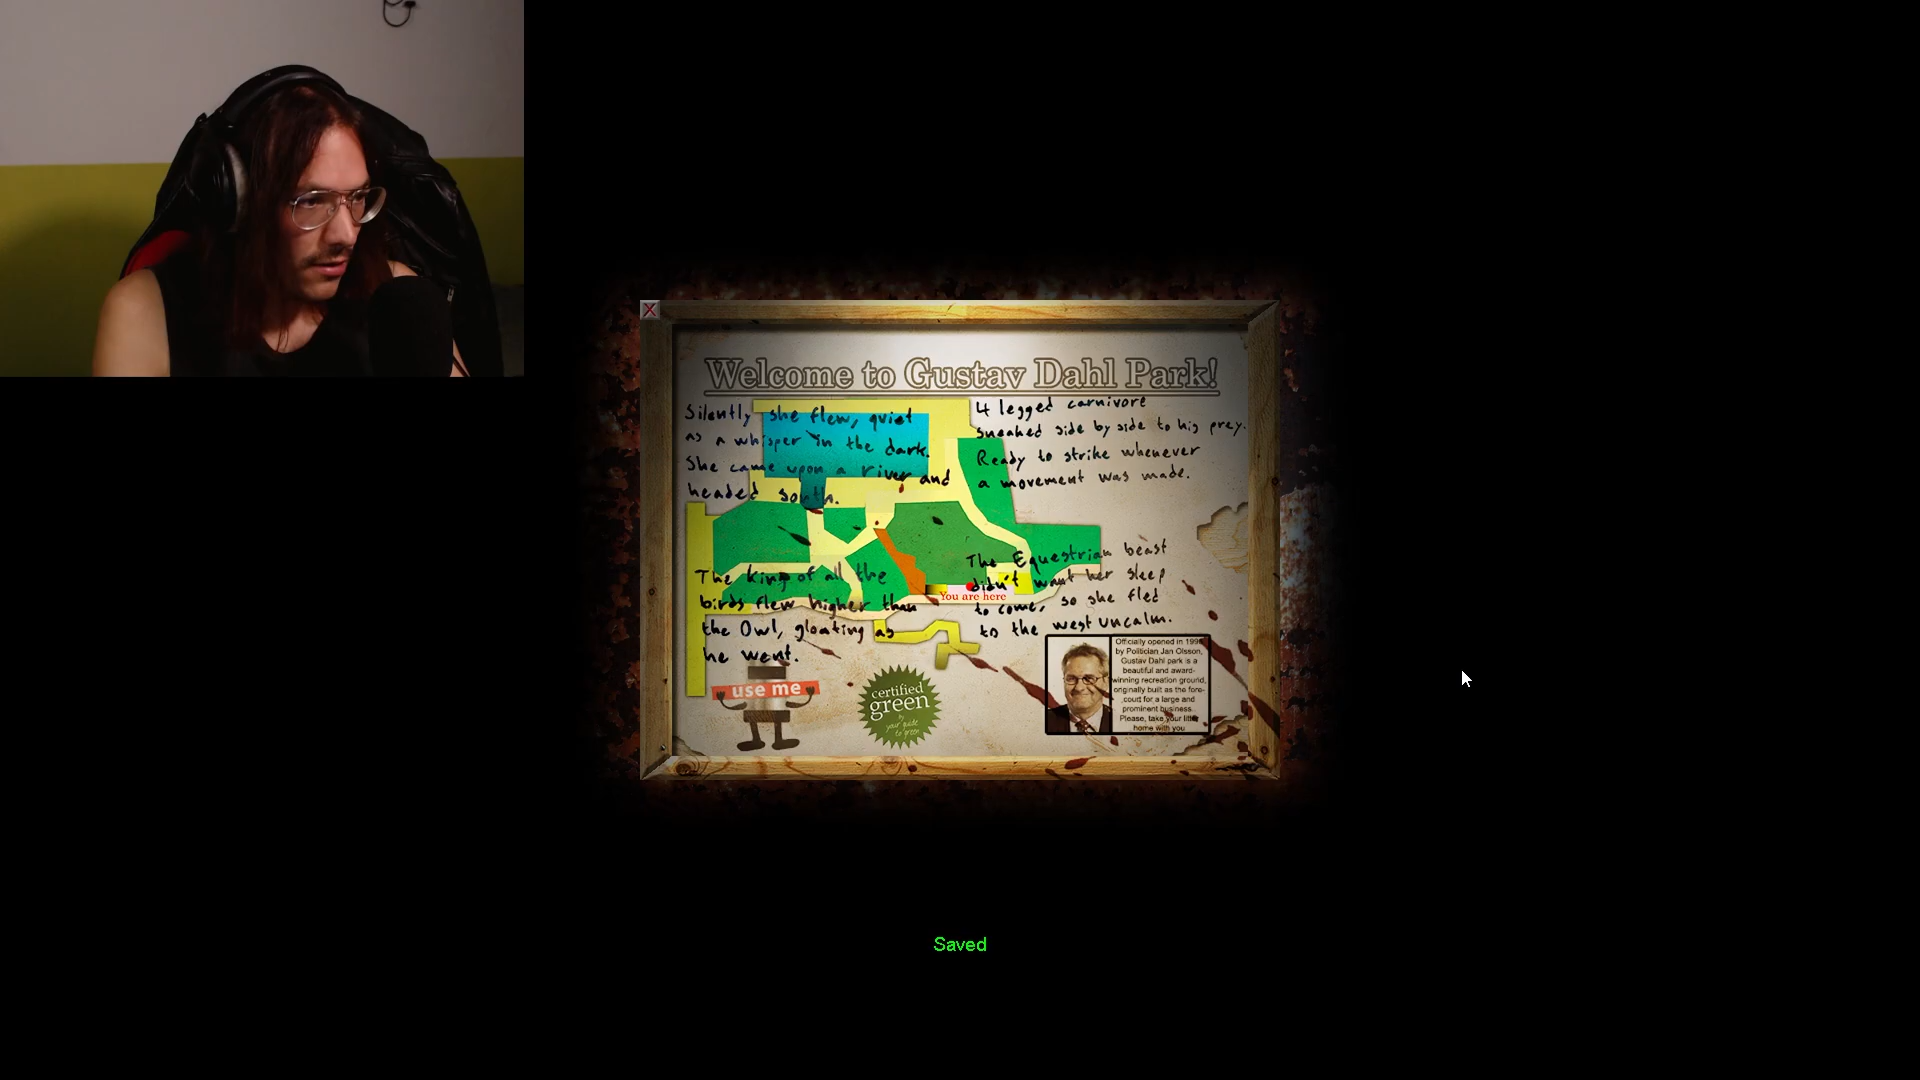 X
Welcome to Gustav Dahl Park!
Silently she flew, quiet
as a whisper in the dark.
She came upon a river and
headed south.
4 legged carnivore
sneaked side by side to his prey.
Ready to strike whenever
a movement was made.
The king of all the
birds flew higher than
the Owl, gloating as
he went.
The Equestrian beast
didn't want her sleep
to come, so she fled
to the west uncalm.
You are here
use me
certified
green
by
your guide
to green
Officially opened in
by Politician Jan Olsson,
Gustav Dahl park is a
beautiful and award-
winning recreation ground,
originally built as the fore-
court for a large and
prominent business.
Please, take your litter
home with you
Saved